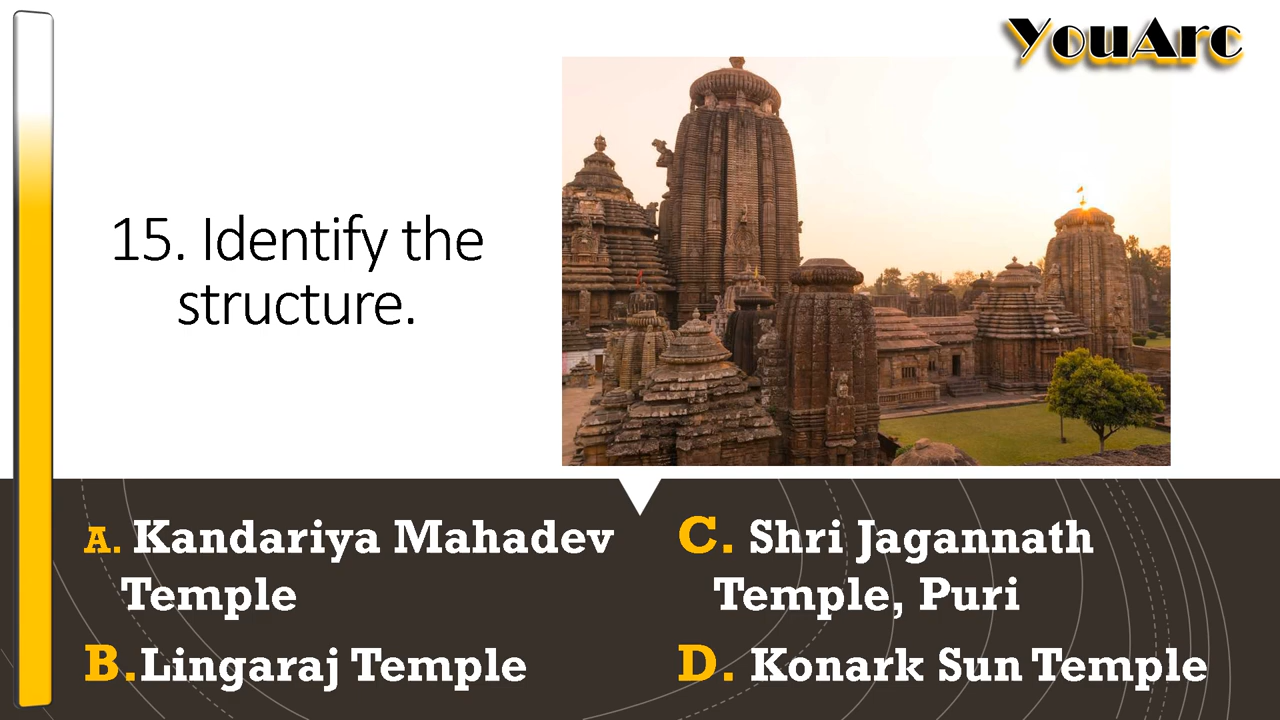 YouArc
15. Identify the
structure.
A. Kandariya Mahadev
Temple
B.Lingaraj Temple
C. Shri Jagannath
Temple, Puri
D. Konark Sun Temple